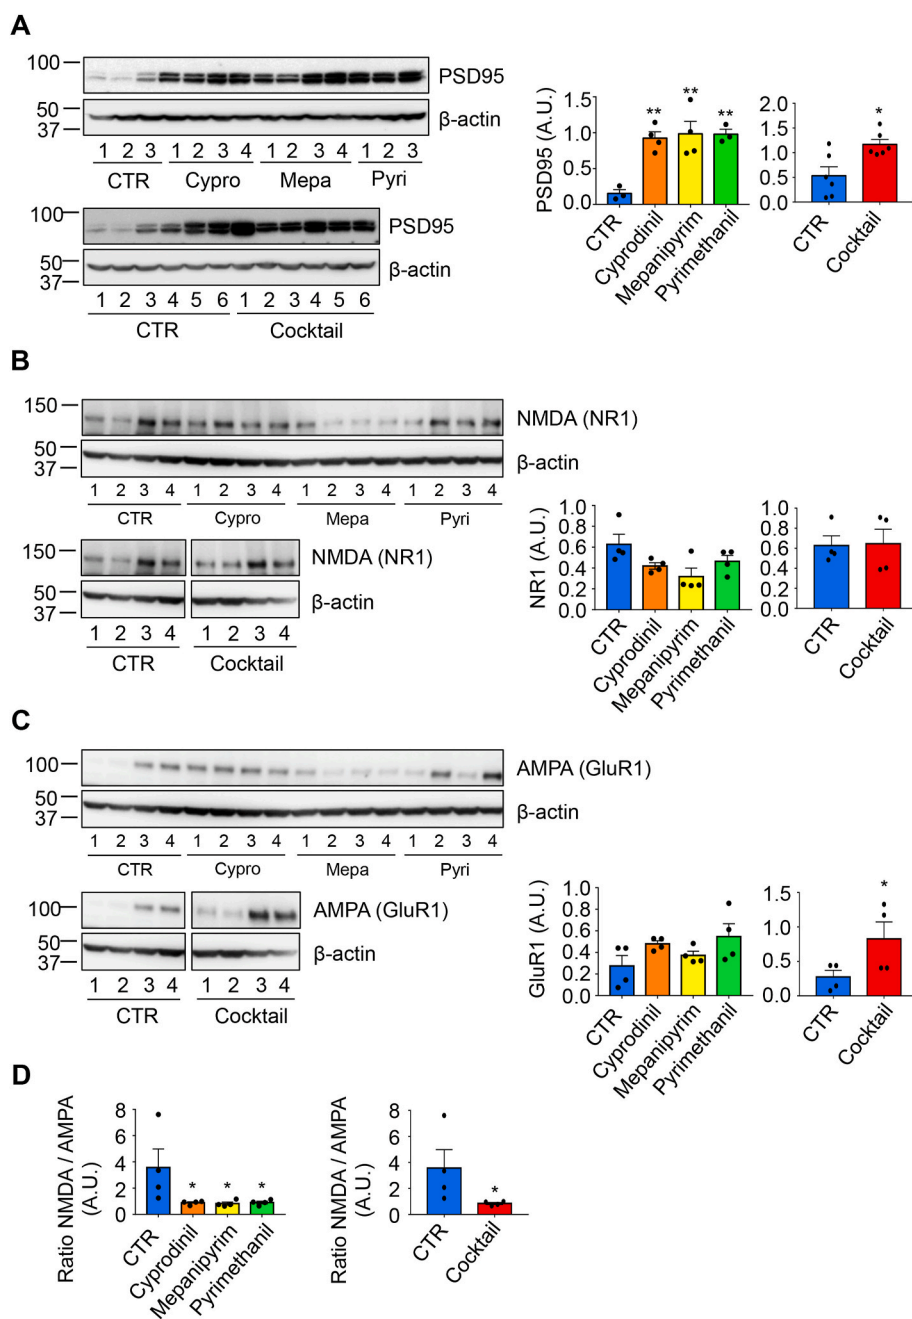 A
100
PSD95
50
37
β-actin
1 2 3 1 2 3 4 1 2 3 4 1 2 3
CTR Cypro Mepa Pyri
100
PSD95
50
37
β-actin
1 2 3 4 5 6 1 2 3 4 5 6
CTR Cocktail
PSD95 (A.U.)
1.5
1.0
0.5
0.0
** ** **
CTR
Cyprodinil
Mepanipyrim
Pyrimethanil
2.0
1.5
1.0
0.5
0.0
*
CTR
Cocktail
B
150
NMDA (NR1)
50
37
β-actin
1 2 3 4 1 2 3 4 1 2 3 4 1 2 3 4
CTR Cypro Mepa Pyri
150
NMDA (NR1)
50
37
β-actin
1 2 3 4 1 2 3 4
CTR Cocktail
NR1 (A.U.)
1.0
0.8
0.6
0.4
0.2
0.0
CTR
Cyprodinil
Mepanipyrim
Pyrimethanil
1.0
0.8
0.6
0.4
0.2
0.0
CTR
Cocktail
C
100
AMPA (GluR1)
50
37
β-actin
1 2 3 4 1 2 3 4 1 2 3 4 1 2 3 4
CTR Cypro Mepa Pyri
100
AMPA (GluR1)
50
37
β-actin
1 2 3 4 1 2 3 4
CTR Cocktail
GluR1 (A.U.)
1.0
0.8
0.6
0.4
0.2
0.0
CTR
Cyprodinil
Mepanipyrim
Pyrimethanil
1.5
1.0
0.5
0.0
*
CTR
Cocktail
D
Ratio NMDA / AMPA
(A.U.)
8
6
4
2
0
* * *
CTR
Cyprodinil
Mepanipyrim
Pyrimethanil
Ratio NMDA / AMPA
(A.U.)
8
6
4
2
0
*
CTR
Cocktail